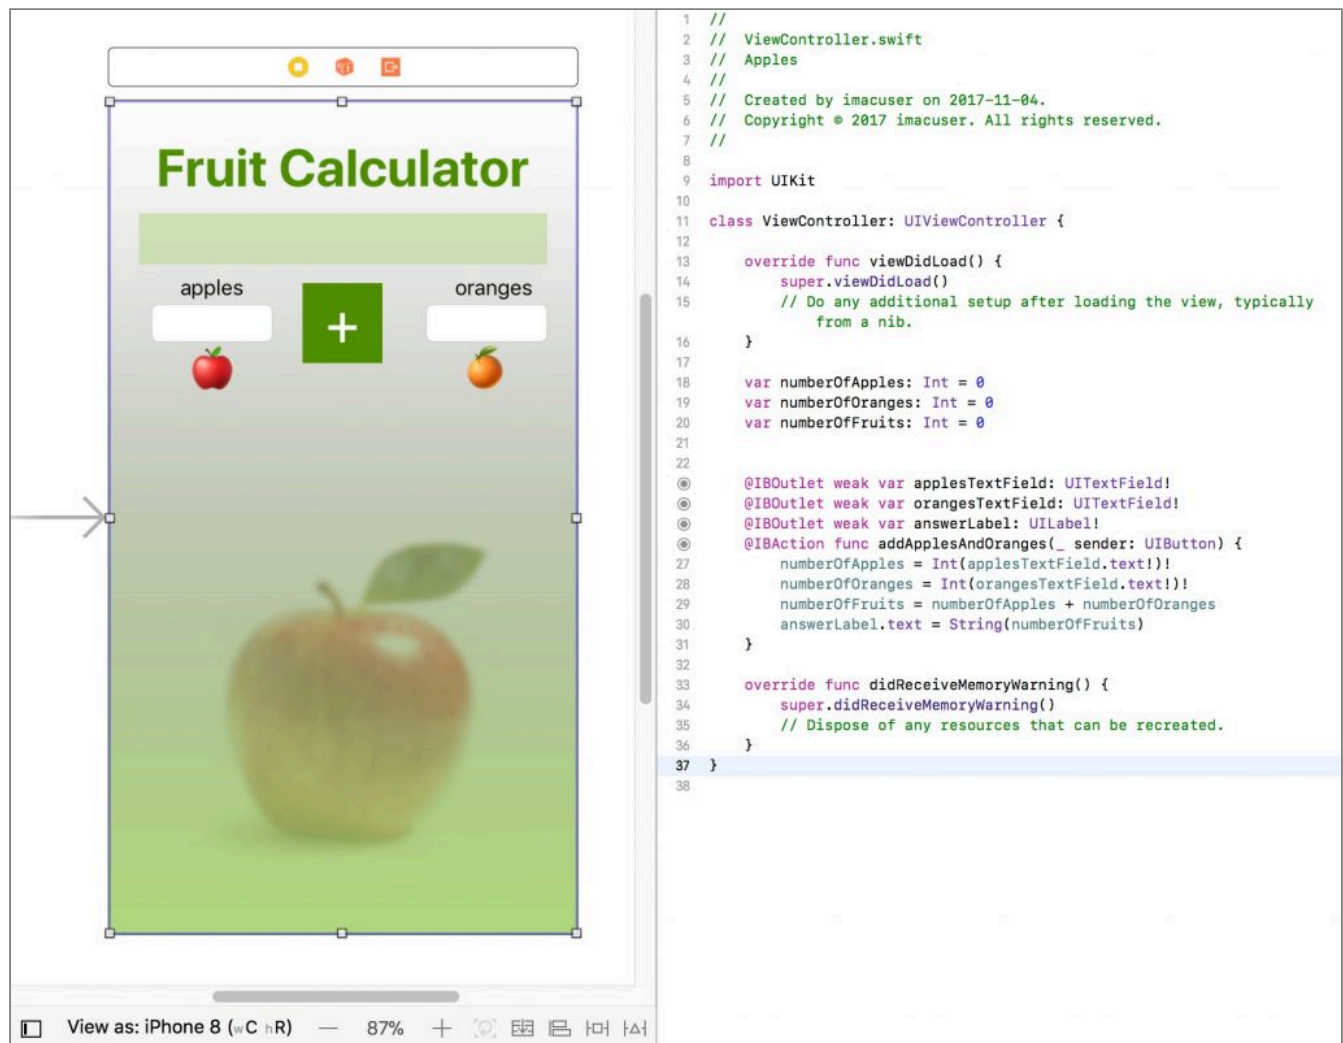 Fruit Calculator
apples
oranges
+
View as: iPhone 8 (wC hR)
— 87% +
1 //
2 // ViewController.swift
3 // Apples
4 //
5 // Created by imacuser on 2017-11-04.
6 // Copyright © 2017 imacuser. All rights reserved.
7 //
8
9 import UIKit
10
11 class ViewController: UIViewController {
12
13 override func viewDidLoad() {
14 super.viewDidLoad()
15 // Do any additional setup after loading the view, typically
from a nib.
16 }
17
18 var numberOfApples: Int = 0
19 var numberOfOranges: Int = 0
20 var numberOfFruits: Int = 0
21
22
@IBOutlet weak var applesTextField: UITextField!
@IBOutlet weak var orangesTextField: UITextField!
@IBOutlet weak var answerLabel: UILabel!
@IBAction func addApplesAndOranges(_ sender: UIButton) {
27 numberOfApples = Int(applesTextField.text!)!
28 numberOfOranges = Int(orangesTextField.text!)!
29 numberOfFruits = numberOfApples + numberOfOranges
30 answerLabel.text = String(numberOfFruits)
31 }
32
33 override func didReceiveMemoryWarning() {
34 super.didReceiveMemoryWarning()
35 // Dispose of any resources that can be recreated.
36 }
37 }
38